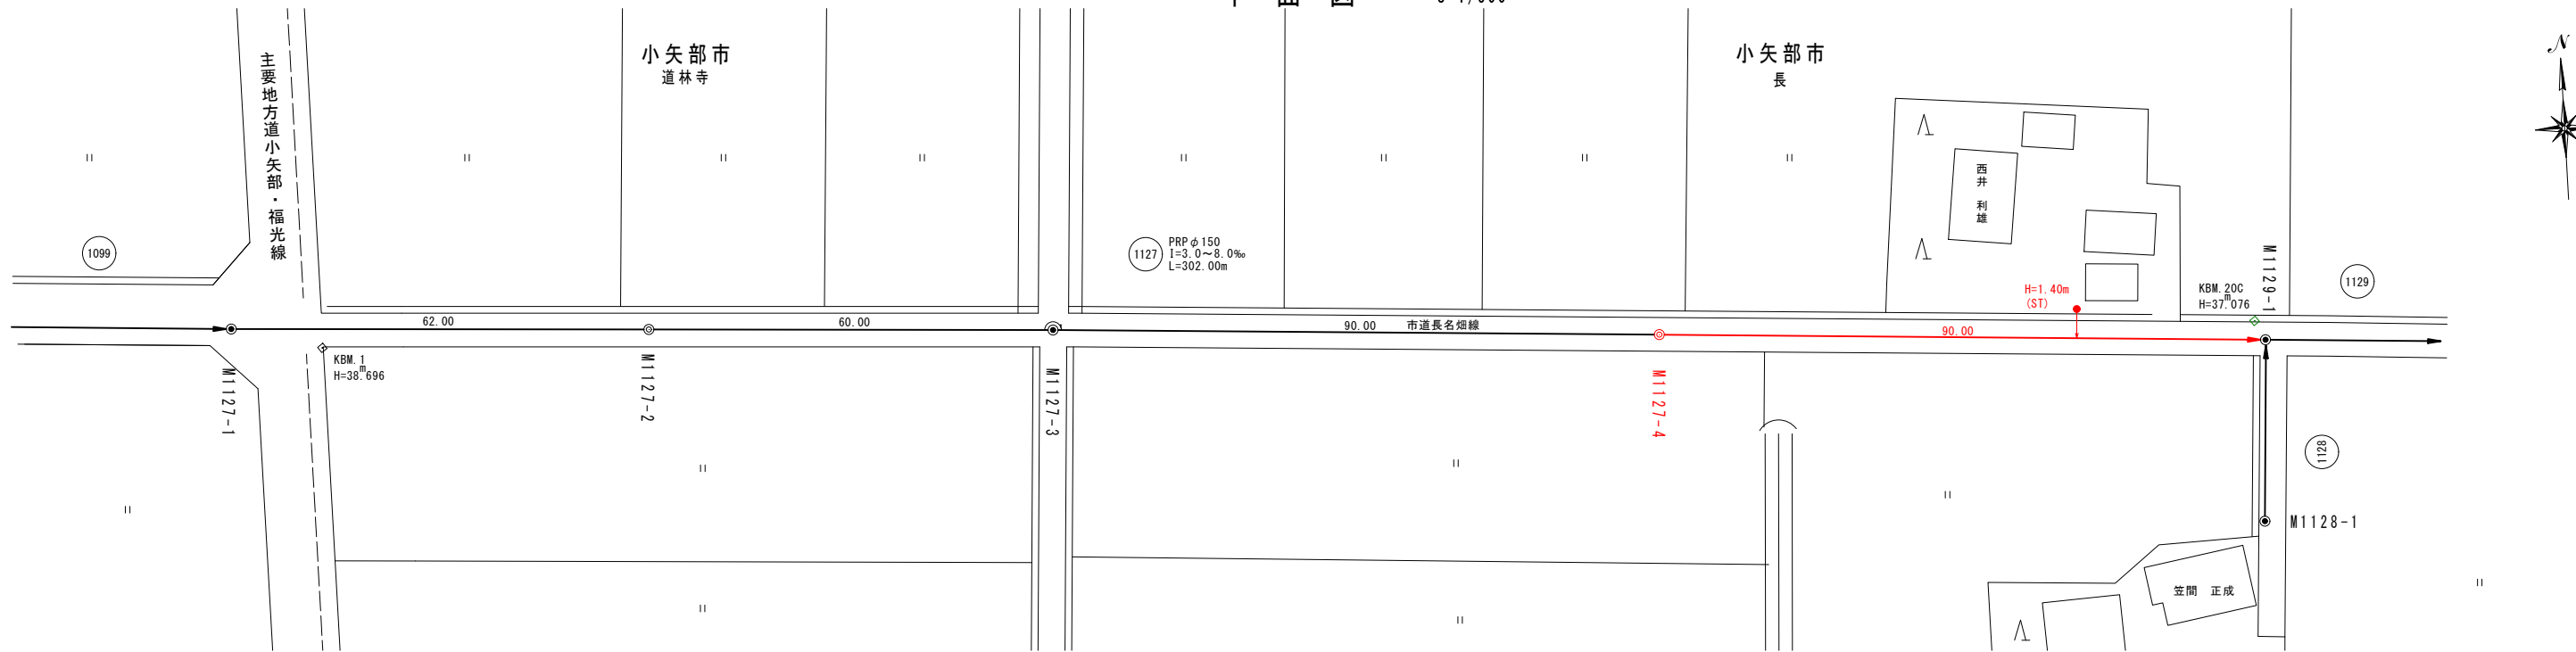 平 面 図
小矢部市
道林寺
小矢部市
長
N
主要地方道小矢部・福光線
西井 利雄
1099
1127
PRPφ150
I=3.0～8.0‰
L=302.00m
M1129-1
1129
H=1.40m
(ST)
KBM.20C
m
H=37.076
62.00
60.00
90.00
市道長名畑線
90.00
KBM.1
m
H=38.696
M1127-1
M1127-2
M1127-3
M1127-4
1128
M1128-1
笠間 正成